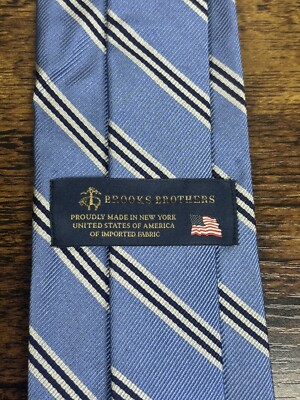 BROOKS BROTHERS
PROUDLY MADE IN NEW YORK
UNITED STATES OF AMERICA
OF IMPORTED FABRIC